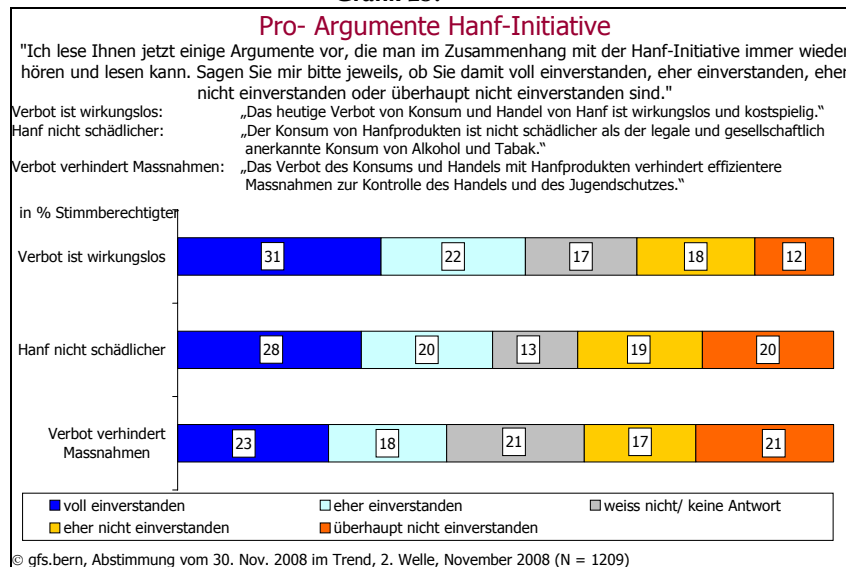 Pro- Argumente Hanf-Initiative
"Ich lese Ihnen jetzt einige Argumente vor, die man im Zusammenhang mit der Hanf-Initiative immer wieder
hören und lesen kann. Sagen Sie mir bitte jeweils, ob Sie damit voll einverstanden, eher einverstanden, eher
nicht einverstanden oder überhaupt nicht einverstanden sind."
Verbot ist wirkungslos: „Das heutige Verbot von Konsum und Handel von Hanf ist wirkungslos und kostspielig.“
Hanf nicht schädlicher: „Der Konsum von Hanfprodukten ist nicht schädlicher als der legale und gesellschaftlich
anerkannte Konsum von Alkohol und Tabak.“
Verbot verhindert Massnahmen: „Das Verbot des Konsums und Handels mit Hanfprodukten verhindert effizientere
Massnahmen zur Kontrolle des Handels und des Jugendschutzes.“
in % Stimmberechtigter
Verbot ist wirkungslos 31 22 17 18 12
Hanf nicht schädlicher 28 20 13 19 20
Verbot verhindert
Massnahmen 23 18 21 17 21
voll einverstanden eher einverstanden weiss nicht/ keine Antwort
eher nicht einverstanden überhaupt nicht einverstanden
© gfs.bern, Abstimmung vom 30. Nov. 2008 im Trend, 2. Welle, November 2008 (N = 1209)